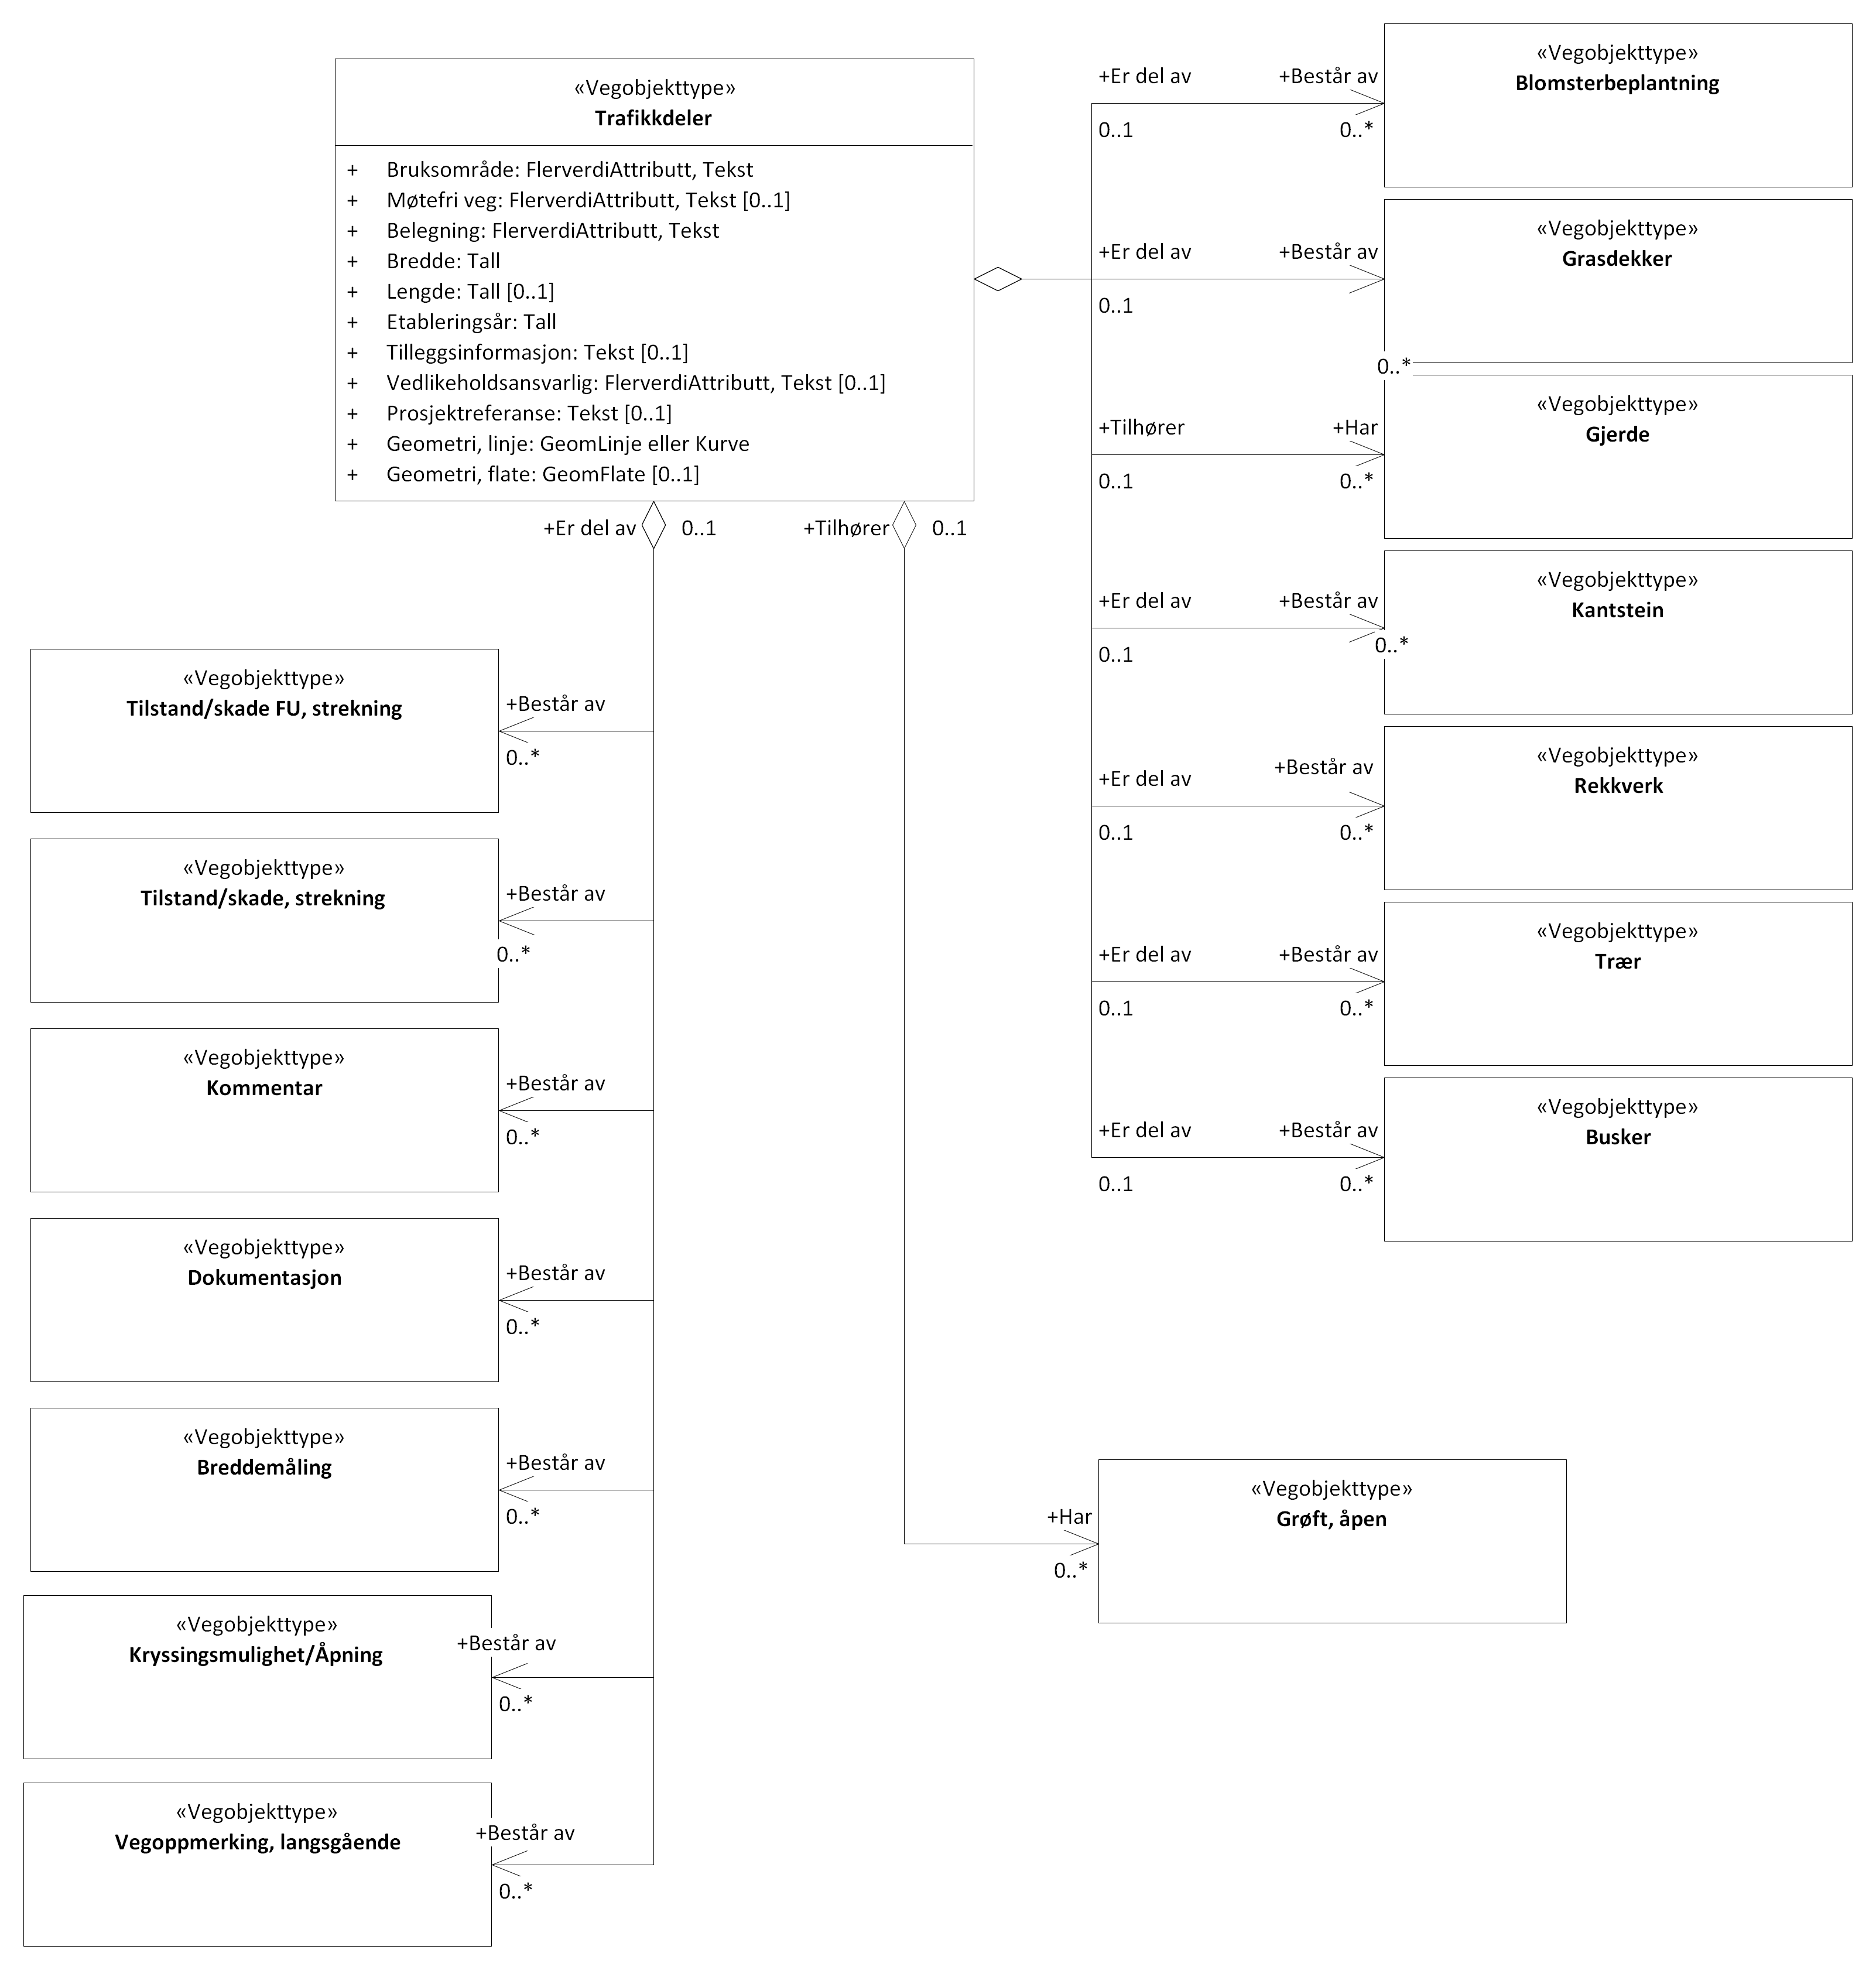 «Vegobjekttype»
Trafikkdeler
+ Bruksområde: FlerverdiAttributt, Tekst
+ Møtefri veg: FlerverdiAttributt, Tekst [0..1]
+ Belegning: FlerverdiAttributt, Tekst
+ Bredde: Tall
+ Lengde: Tall [0..1]
+ Etableringsår: Tall
+ Tilleggsinformasjon: Tekst [0..1]
+ Vedlikeholdsansvarlig: FlerverdiAttributt, Tekst [0..1]
+ Prosjektreferanse: Tekst [0..1]
+ Geometri, linje: GeomLinje eller Kurve
+ Geometri, flate: GeomFlate [0..1]
+Er del av 0..1
+Tilhører 0..1
+Er del av +Består av
0..1 0..*
«Vegobjekttype»
Blomsterbeplantning
+Er del av +Består av
0..1
0..*
«Vegobjekttype»
Grasdekker
+Tilhører +Har
0..1 0..*
«Vegobjekttype»
Gjerde
+Er del av +Består av
0..1 0..*
«Vegobjekttype»
Kantstein
+Er del av +Består av
0..1 0..*
«Vegobjekttype»
Rekkverk
+Er del av +Består av
0..1 0..*
«Vegobjekttype»
Trær
+Er del av +Består av
0..1 0..*
«Vegobjekttype»
Busker
«Vegobjekttype»
Tilstand/skade FU, strekning
+Består av
0..*
«Vegobjekttype»
Tilstand/skade, strekning
+Består av
0..*
«Vegobjekttype»
Kommentar
+Består av
0..*
«Vegobjekttype»
Dokumentasjon
+Består av
0..*
«Vegobjekttype»
Breddemåling
+Består av
0..*
«Vegobjekttype»
Kryssingsmulighet/Åpning
+Består av
0..*
«Vegobjekttype»
Vegoppmerking, langsgående
+Består av
0..*
+Har
0..*
«Vegobjekttype»
Grøft, åpen